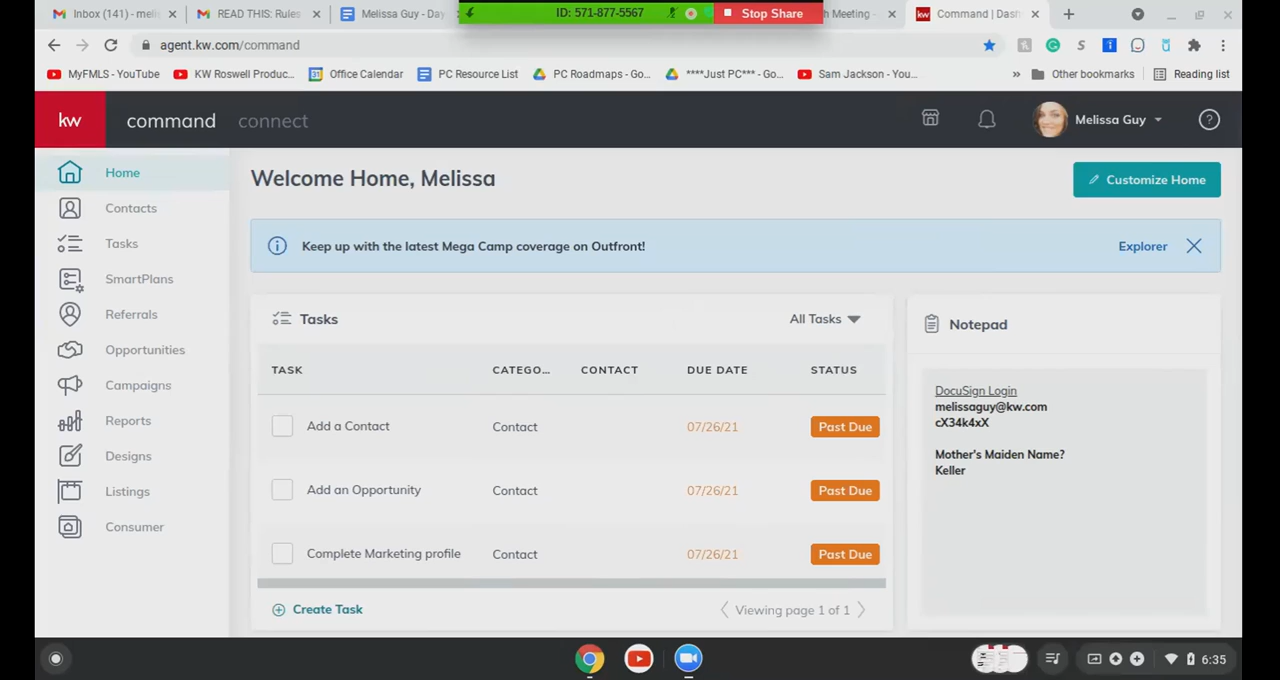 Inbox (141) - meli
READ THIS: Rules
Melissa Guy - Day
ID: 571-877-5567
Stop Share
h Meeting -
Command | Das
agent.kw.com/command
MyFMLS - YouTube
KW Roswell Produc...
Office Calendar
PC Resource List
PC Roadmaps - Go...
****Just PC*** - Go...
Sam Jackson - You...
»
Other bookmarks
Reading list
kw
command
connect
Melissa Guy
Home
Contacts
Tasks
SmartPlans
Referrals
Opportunities
Campaigns
Reports
Designs
Listings
Consumer
Welcome Home, Melissa
Customize Home
Keep up with the latest Mega Camp coverage on Outfront!
Explorer
Tasks
All Tasks
TASK CATEGO... CONTACT DUE DATE STATUS
Add a Contact Contact 07/26/21 Past Due
Add an Opportunity Contact 07/26/21 Past Due
Complete Marketing profile Contact 07/26/21 Past Due
Create Task
Viewing page 1 of 1
Notepad
DocuSign Login
melissaguy@kw.com
cX34k4xX
Mother's Maiden Name?
Keller
6:35